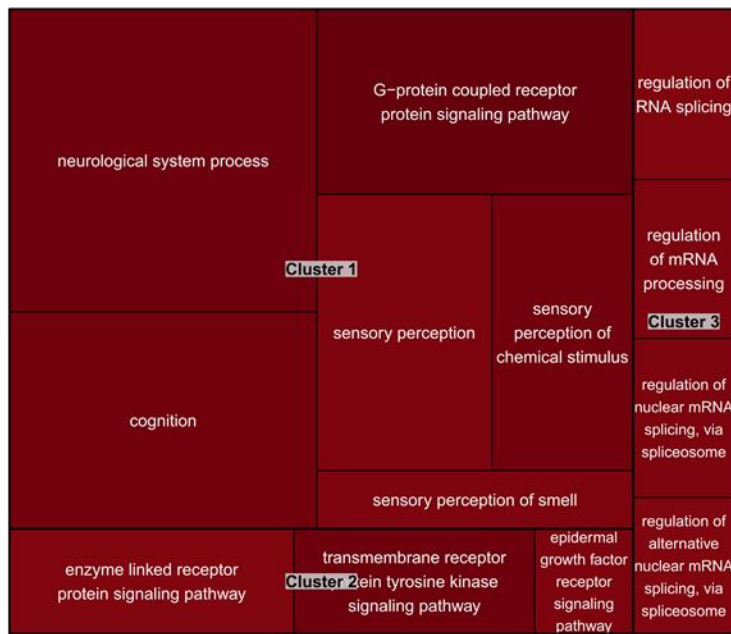 neurological system process
G−protein coupled receptor
protein signaling pathway
regulation of
RNA splicing
Cluster 1
sensory perception
sensory
perception of
chemical stimulus
regulation
of mRNA
processing
Cluster 3
cognition
regulation of
nuclear mRNA
splicing, via
spliceosome
sensory perception of smell
enzyme linked receptor
protein signaling pathway
Cluster 2
transmembrane receptor
tein tyrosine kinase
signaling pathway
epidermal
growth factor
receptor
signaling
pathway
regulation of
alternative
nuclear mRNA
splicing, via
spliceosome